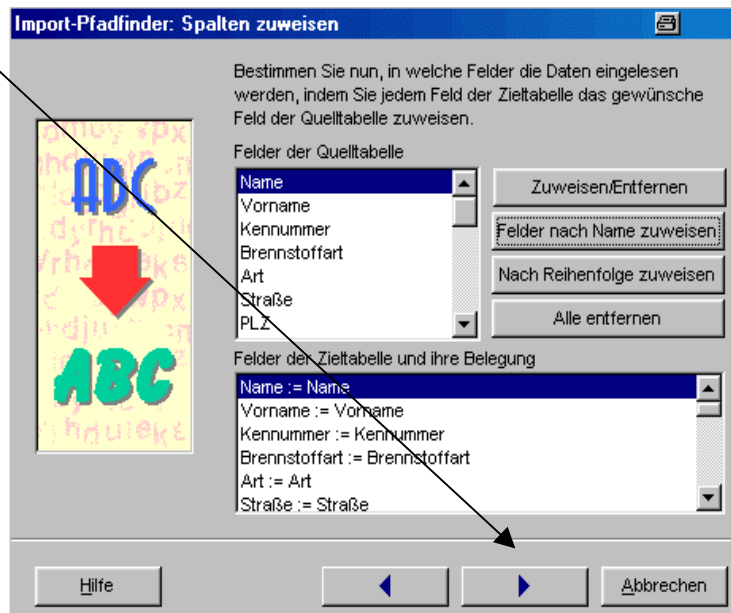 Import-Pfadfinder: Spalten zuweisen
Bestimmen Sie nun, in welche Felder die Daten eingelesen
werden, indem Sie jedem Feld der Zieltabelle das gewünsche
Feld der Quelltabelle zuweisen.
Felder der Quelltabelle
Name
Vorname
Kennummer
Brennstoffart
Art
Straße
PLZ
Zuweisen/Entfernen
Felder nach Name zuweisen
Nach Reihenfolge zuweisen
Alle entfernen
Felder der Zieltabelle und ihre Belegung
Name := Name
Vorname := Vorname
Kennummer := Kennummer
Brennstoffart := Brennstoffart
Art := Art
Straße := Straße
ABC
ABC
Hilfe
Abbrechen